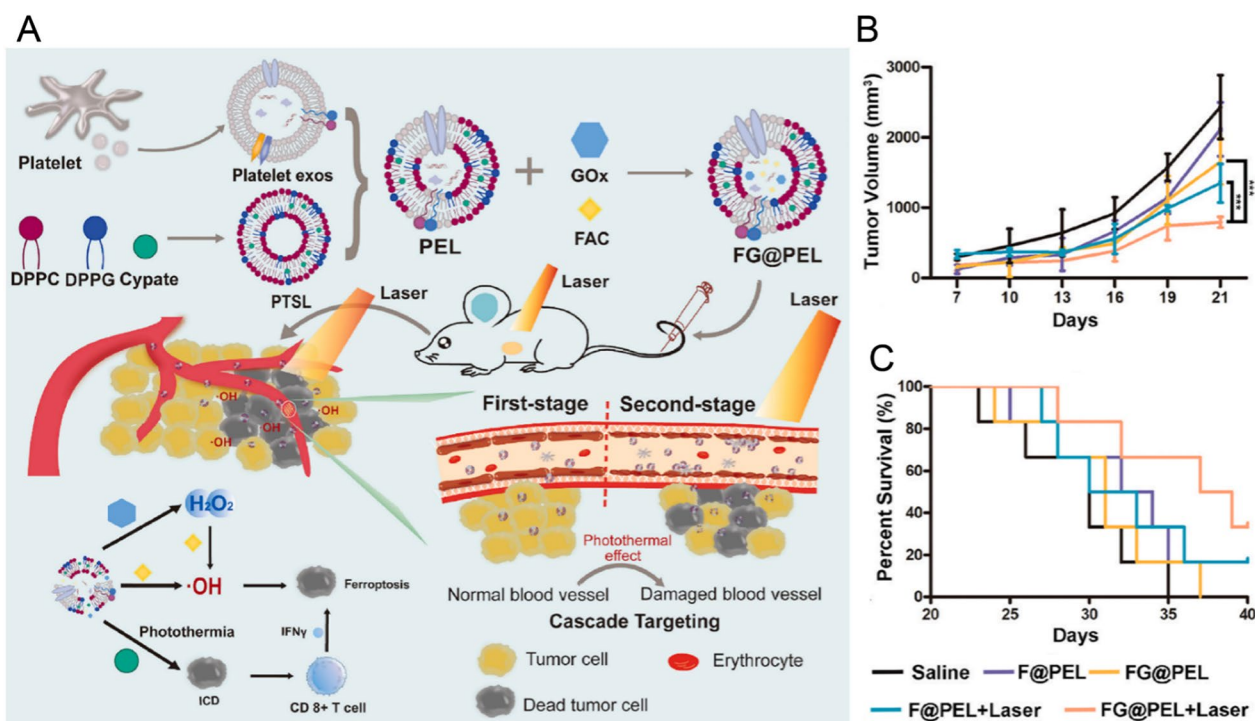 A
Platelet
Platelet exos
DPPC DPPG Cypate
PTSL
PEL
GOx
FAC
FG@PEL
Laser
Laser
Laser
·OH
·OH
·OH
·OH
First-stage Second-stage
Photothermal
effect
Normal blood vessel Damaged blood vessel
Cascade Targeting
Tumor cell Erythrocyte
Dead tumor cell
H₂O₂
·OH
Ferroptosis
Photothermia
IFNγ
ICD
CD 8+ T cell
B
Tumor Volume (mm³)
3000
2000
1000
0
7 10 13 16 19 21
Days
***
***
C
Percent Survival (%)
100
80
60
40
20
0
20 25 30 35 40
Days
Saline F@PEL FG@PEL
F@PEL+Laser FG@PEL+Laser